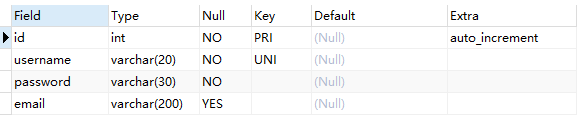 Field Type Null Key Default Extra
id int NO PRI (Null) auto_increment
username varchar(20) NO UNI (Null)
password varchar(30) NO (Null)
email varchar(200) YES (Null)